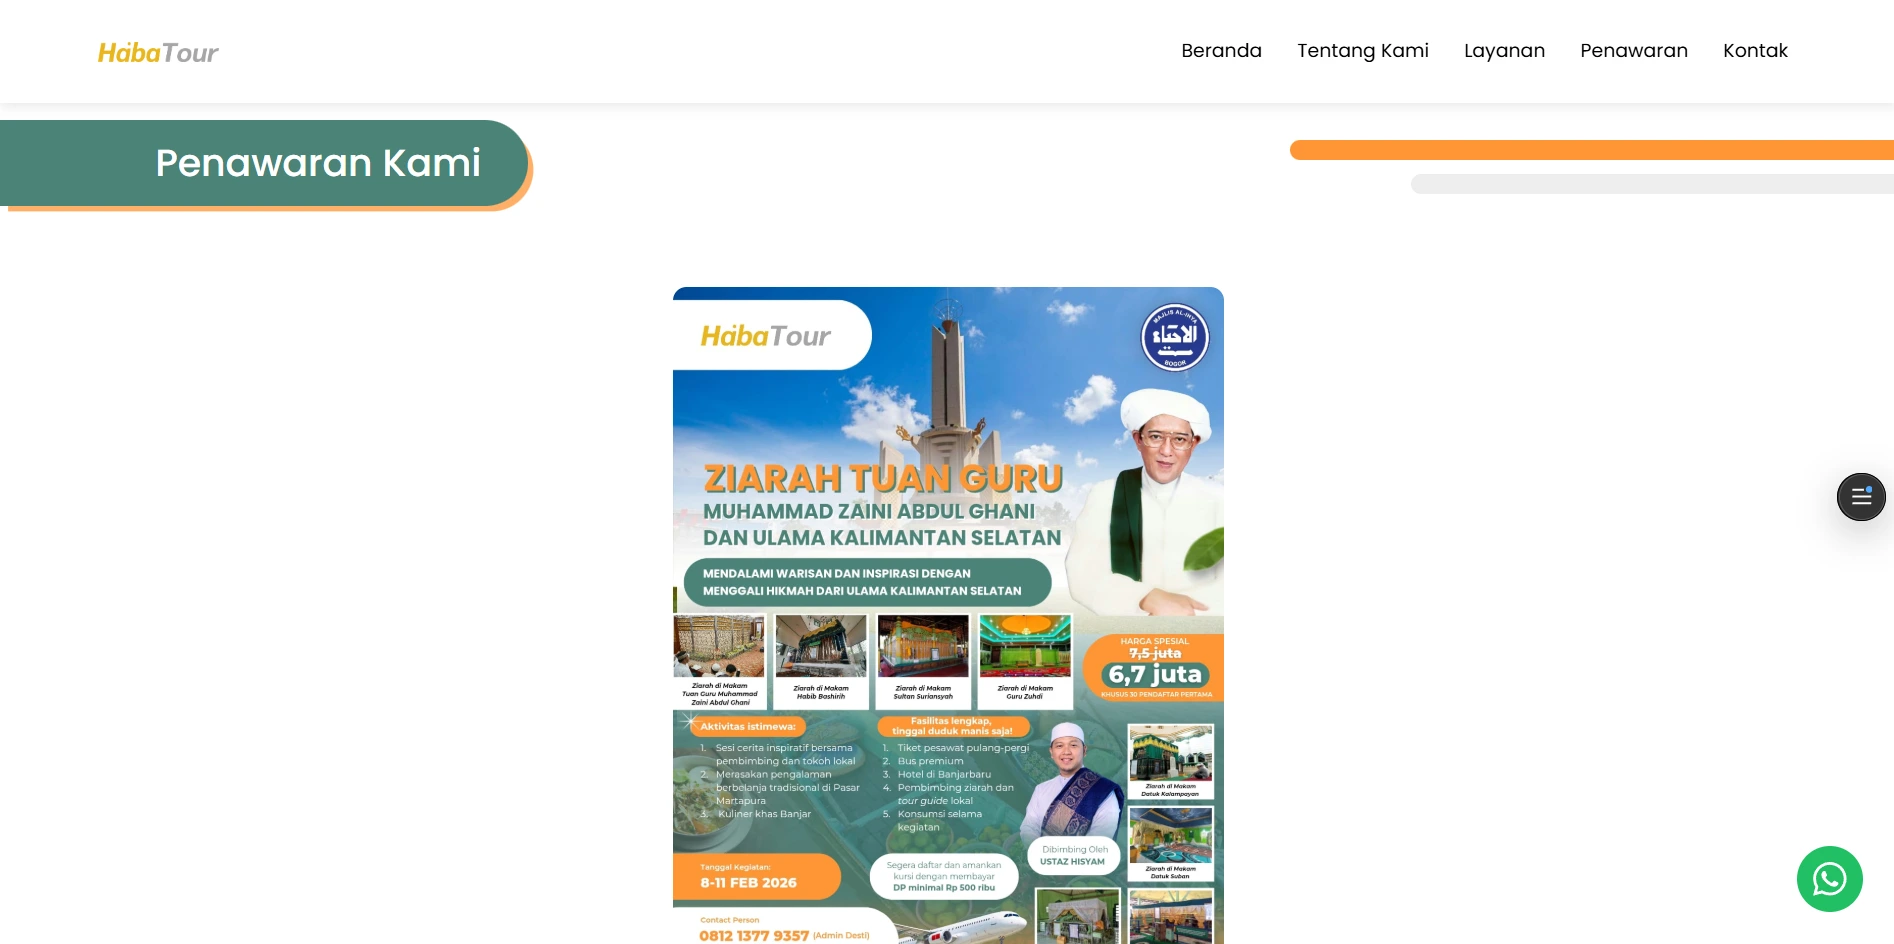 HabaTour
Beranda
Tentang Kami
Layanan
Penawaran
Kontak
Penawaran Kami
HabaTour
MAJLIS AL-IHYA
الإحياء
BOGOR
ZIARAH TUAN GURU
MUHAMMAD ZAINI ABDUL GHANI
DAN ULAMA KALIMANTAN SELATAN
MENDALAMI WARISAN DAN INSPIRASI DENGAN
MENGGALI HIKMAH DARI ULAMA KALIMANTAN SELATAN
Ziarah di Makam
Tuan Guru Muhammad
Zaini Abdul Ghani
Ziarah di Makam
Habib Basirih
Ziarah di Makam
Sultan Suriansyah
Ziarah di Makam
Guru Zuhdi
HARGA SPESIAL
7,5 juta
6,7 juta
KHUSUS 30 PENDAFTAR PERTAMA
Aktivitas istimewa:
1. Sesi cerita inspiratif bersama
pembimbing dan tokoh lokal
2. Merasakan pengalaman
berbelanja tradisional di Pasar
Martapura
3. Kuliner khas Banjar
Fasilitas lengkap,
tinggal duduk manis saja!
1. Tiket pesawat pulang-pergi
2. Bus premium
3. Hotel di Banjarbaru
4. Pembimbing ziarah dan
tour guide lokal
5. Konsumsi selama
kegiatan
Ziarah di Makam
Datuk Kalampayan
Dibimbing Oleh
USTAZ HISYAM
Ziarah di Makam
Datuk Suban
Tanggal Kegiatan:
8-11 FEB 2026
Segera daftar dan amankan
kursi dengan membayar
DP minimal Rp 500 ribu
Contact Person
0812 1377 9357 (Admin Desti)